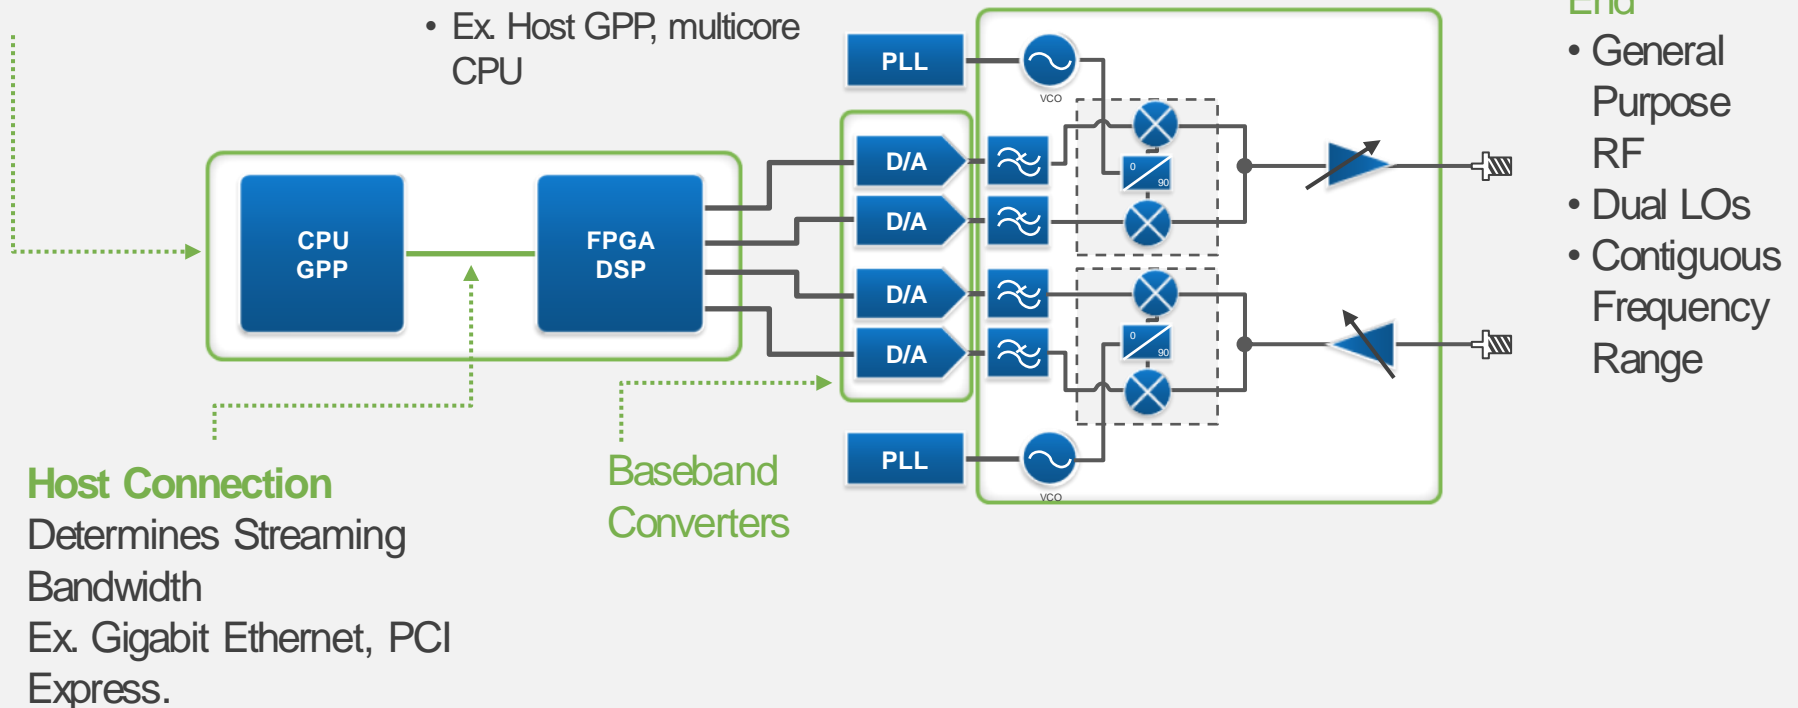 • Ex. Host GPP, multicore
CPU
End
• General
Purpose
RF
• Dual LOs
• Contiguous
Frequency
Range
PLL
VCO
D/A
0
90
D/A
CPU
GPP
FPGA
DSP
D/A
0
90
D/A
PLL
VCO
Host Connection
Determines Streaming
Bandwidth
Ex. Gigabit Ethernet, PCI
Express.
Baseband
Converters